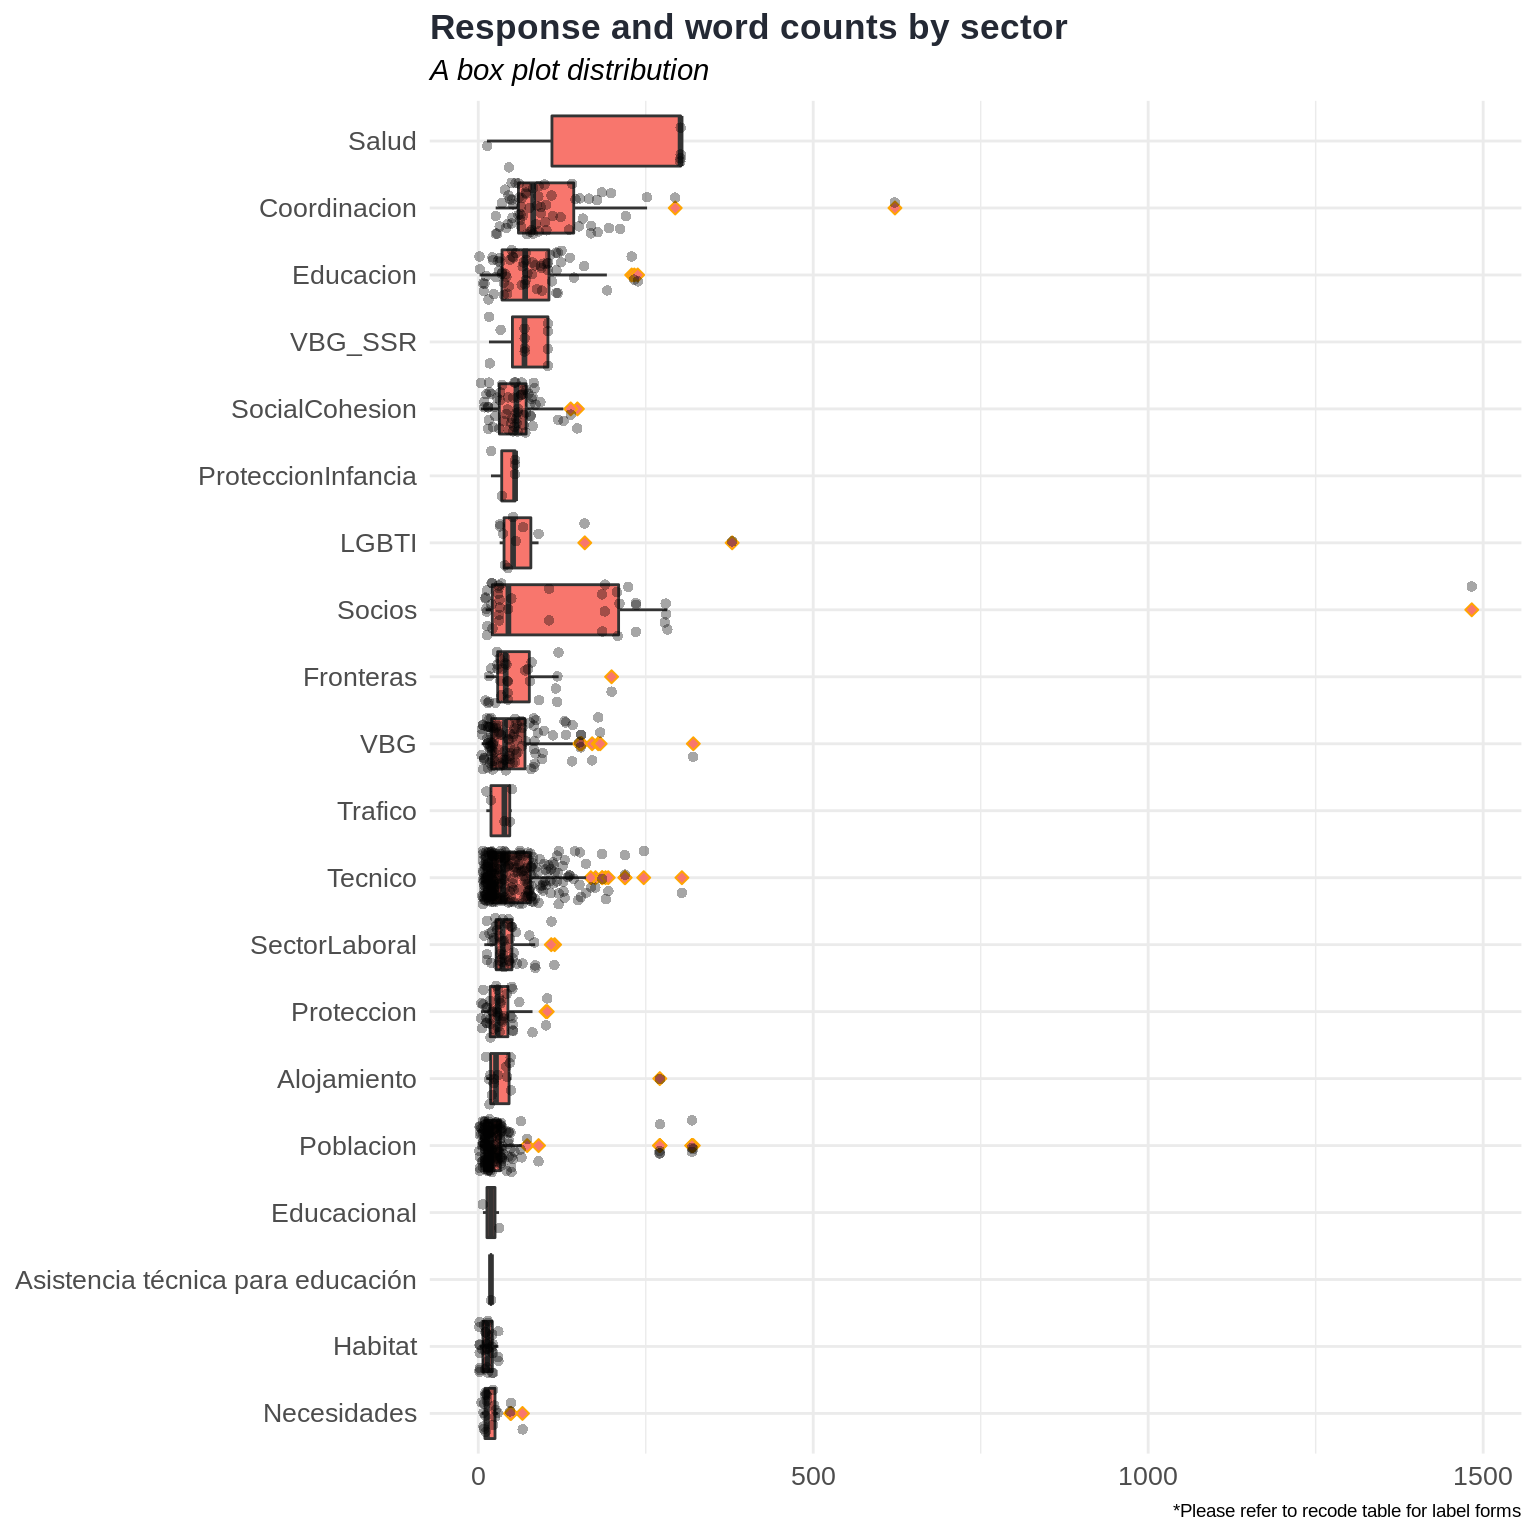 Response and word counts by sector
A box plot distribution
Salud
Coordinacion
Educacion
VBG_SSR
SocialCohesion
ProteccionInfancia
LGBTI
Socios
Fronteras
VBG
Trafico
Tecnico
SectorLaboral
Proteccion
Alojamiento
Poblacion
Educacional
Asistencia técnica para educación
Habitat
Necesidades
0 500 1000 1500
*Please refer to recode table for label forms